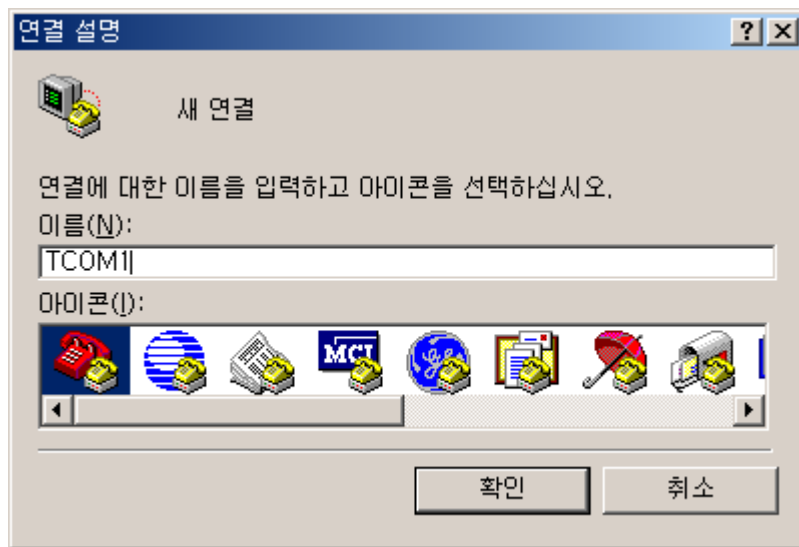 연결 설명
새 연결
연결에 대한 이름을 입력하고 아이콘을 선택하십시오.
이름(N):
TCOM1
아이콘(I):
MCI
확인 취소